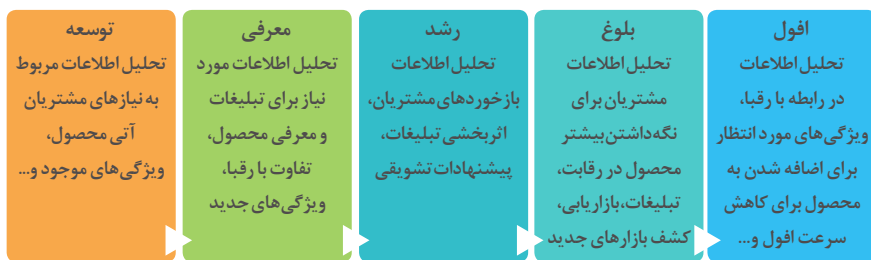 توسعه
تحلیل اطلاعات مربوط
به نیازهای مشتریان
آتی محصول،
ویژگی‌های موجود و...
معرفی
تحلیل اطلاعات مورد
نیاز برای تبلیغات
و معرفی محصول،
تفاوت با رقبا،
ویژگی‌های جدید
رشد
تحلیل اطلاعات
بازخوردهای مشتریان،
اثربخشی تبلیغات،
پیشنهادات تشویقی
بلوغ
تحلیل اطلاعات
مشتریان برای
نگه‌داشتن بیشتر
محصول در رقابت،
تبلیغات، بازاریابی،
کشف بازارهای جدید
افول
تحلیل اطلاعات
در رابطه با رقبا،
ویژگی‌های مورد انتظار
برای اضافه شدن به
محصول برای کاهش
سرعت افول و...